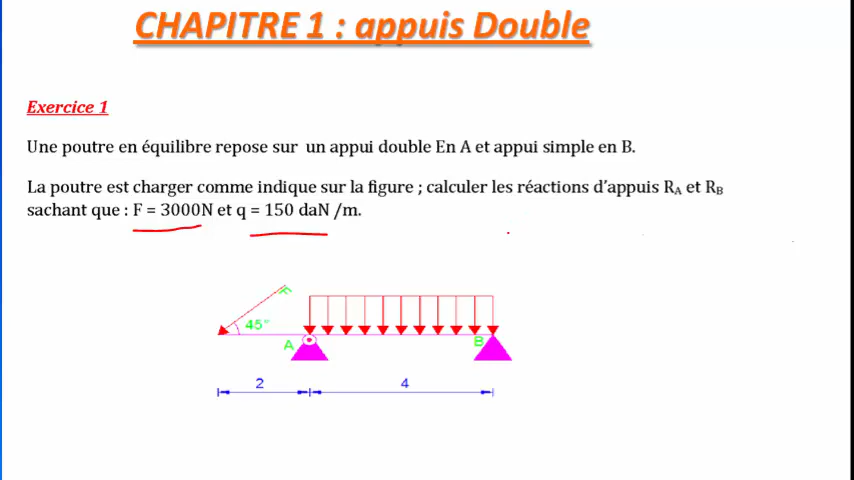 CHAPITRE 1 : appuis Double
Exercice 1
Une poutre en équilibre repose sur un appui double En A et appui simple en B.
La poutre est charger comme indique sur la figure ; calculer les réactions d'appuis RA et RB
sachant que : F = 3000N et q = 150 daN /m.
F
45°
A
B
2
4